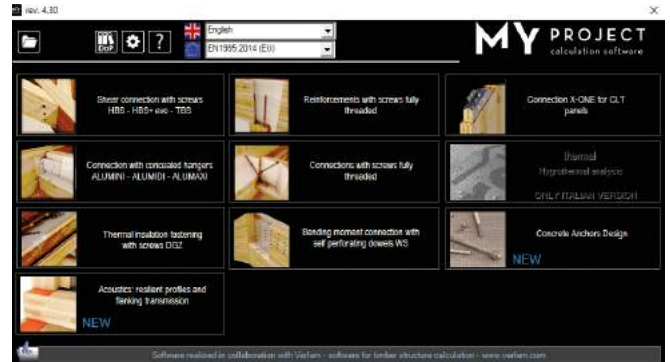 rev. 4.30
English
EN1995:2014 (EU)
DoP
?
MY PROJECT
calculation software
Shear connection with screws
HBS - HBS+ evo - TBS
Reinforcements with screws fully
threaded
Connection X-ONE for CLT
panels
Connection with concealed hangers
ALUMINI - ALUMIDI - ALUMAXI
Connections with screws fully
threaded
thermal
Hygrothermal analysis
ONLY ITALIAN VERSION
Thermal insulation fastening
with screws DGZ
Bending moment connection with
self perforating dowels WS
Concrete Anchors Design
NEW
Acoustics: resilient profiles and
flanking transmission
NEW
Software realized in collaboration with Verlam - software for timber structure calculation - www.verlam.com